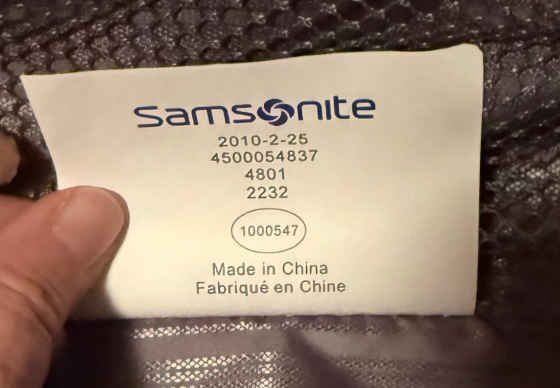 Samsonite
2010-2-25
4500054837
4801
2232
1000547
Made in China
Fabriqué en Chine